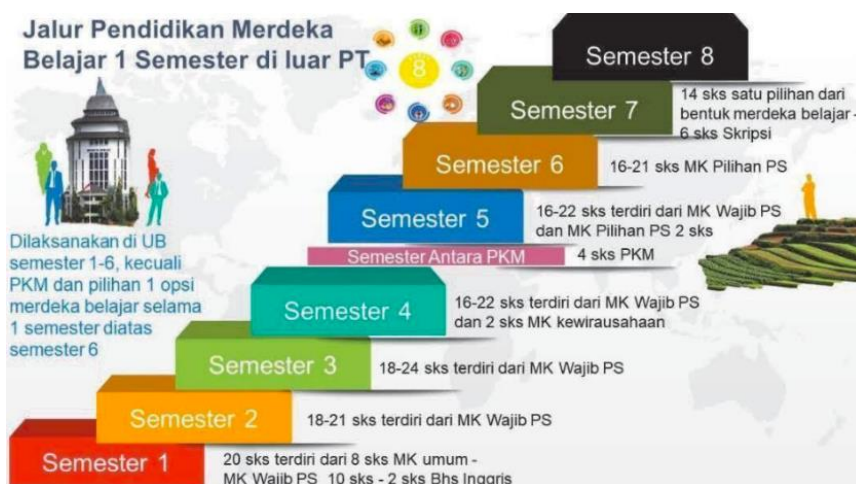 Jalur Pendidikan Merdeka
Belajar 1 Semester di luar PT
8
Semester 8
Semester 7
14 sks satu pilihan dari
bentuk merdeka belajar -
6 sks Skripsi
Semester 6
16-21 sks MK Pilihan PS
Semester 5
16-22 sks terdiri dari MK Wajib PS
dan MK Pilihan PS 2 sks
Semester Antara PKM
4 sks PKM
Dilaksanakan di UB
semester 1-6, kecuali
PKM dan pilihan 1 opsi
merdeka belajar selama
1 semester diatas
semester 6
Semester 4
16-22 sks terdiri dari MK Wajib PS
dan 2 sks MK kewirausahaan
Semester 3
18-24 sks terdiri dari MK Wajib PS
Semester 2
18-21 sks terdiri dari MK Wajib PS
Semester 1
20 sks terdiri dari 8 sks MK umum -
MK Wajib PS 10 sks - 2 sks Bhs Inggris